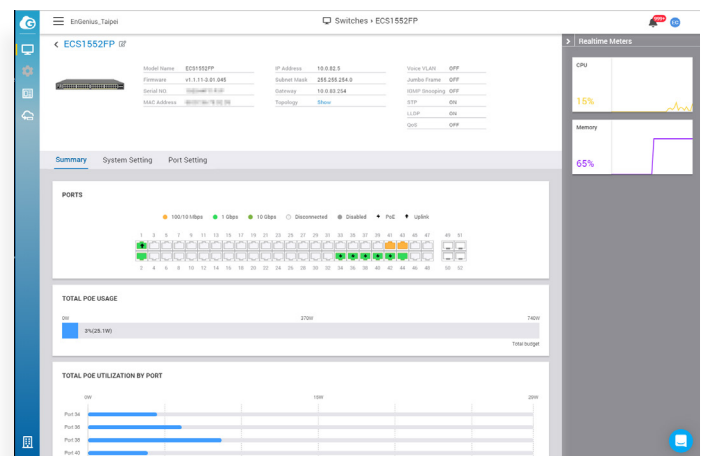 EnGenius_Taipei
Switches › ECS1552FP
999+
EC
‹ ECS1552FP
Model Name ECS1552FP
Firmware v1.1.11-3.01.045
Serial NO.
MAC Address
IP Address 10.0.82.5
Subnet Mask 255.255.254.0
Gateway 10.0.83.254
Topology Show
Voice VLAN OFF
Jumbo Frame OFF
IGMP Snooping OFF
STP ON
LLDP ON
QoS OFF
Realtime Meters
CPU
15%
Memory
65%
Summary System Setting Port Setting
PORTS
100/10 Mbps 1 Gbps 10 Gbps Disconnected Disabled PoE Uplink
1 3 5 7 9 11 13 15 17 19 21 23 25 27 29 31 33 35 37 39 41 43 45 47 49 51
2 4 6 8 10 12 14 16 18 20 22 24 26 28 30 32 34 36 38 40 42 44 46 48 50 52
TOTAL POE USAGE
0W 370W 740W
3%(25.1W)
Total budget
TOTAL POE UTILIZATION BY PORT
0W 15W 20W
Port 34
Port 36
Port 38
Port 40